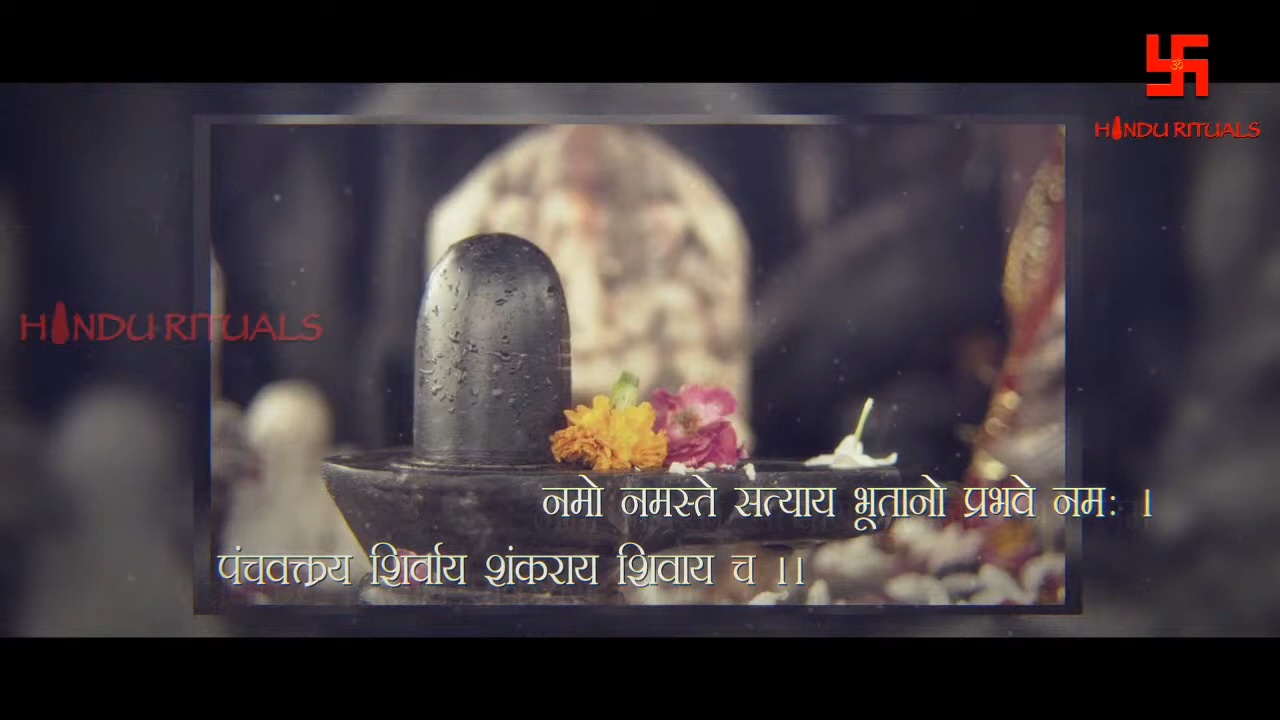 ॐ
HINDU RITUALS
HINDU RITUALS
नमो नमस्ते सत्याय भूतानो प्रभवे नमः ।
पंचवक्त्रय शिर्वाय शंकराय शिवाय च ।।